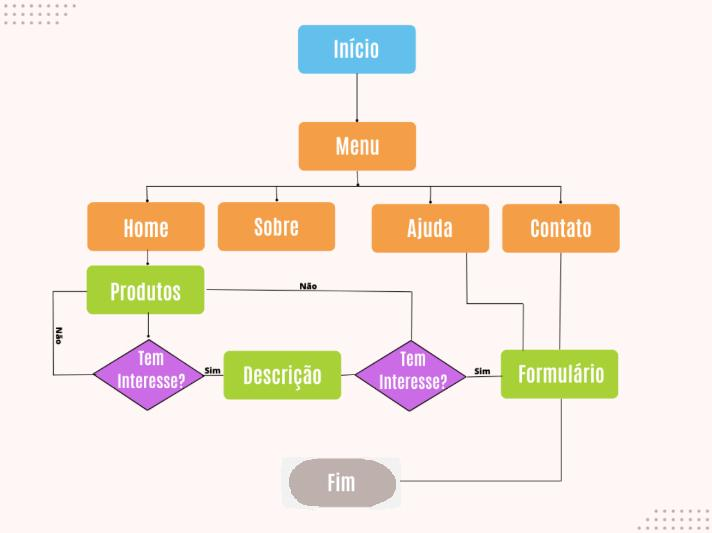 Início
Menu
Home
Sobre
Ajuda
Contato
Produtos
Não
Não
Tem
Interesse?
Sim
Descrição
Tem
Interesse?
Sim
Formulário
Fim